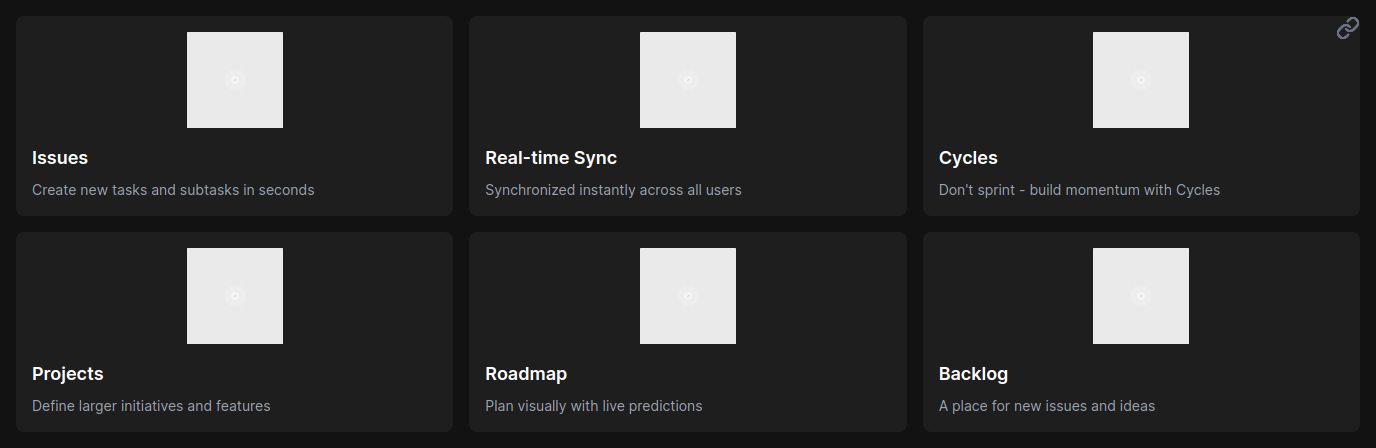 Issues
Create new tasks and subtasks in seconds
Real-time Sync
Synchronized instantly across all users
Cycles
Don't sprint - build momentum with Cycles
Projects
Define larger initiatives and features
Roadmap
Plan visually with live predictions
Backlog
A place for new issues and ideas